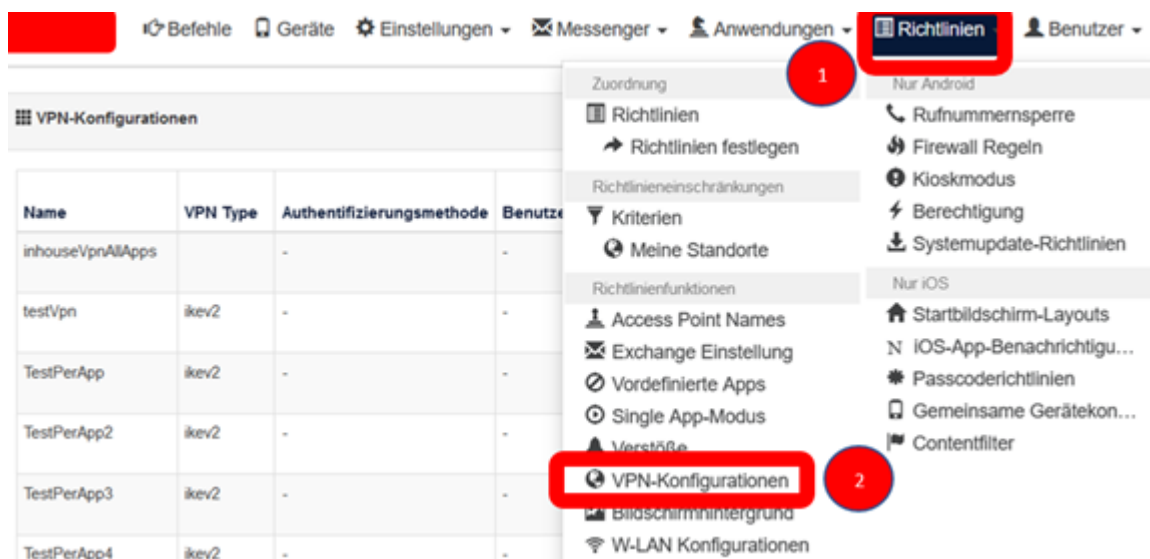 Befehle Geräte Einstellungen Messenger Anwendungen Richtlinien Benutzer
1
VPN-Konfigurationen
Name VPN Type Authentifizierungsmethode Benutze
inhouseVpnAllApps - -
testVpn ikev2 - -
TestPerApp ikev2 - -
TestPerApp2 ikev2 - -
TestPerApp3 ikev2 - -
TestPerApp4 ikev2 - -
Zuordnung
Richtlinien
Richtlinien festlegen
Richtlinieneinschränkungen
Kriterien
Meine Standorte
Richtlinienfunktionen
Access Point Names
Exchange Einstellung
Vordefinierte Apps
Single App-Modus
Verstöße
VPN-Konfigurationen
2
Bildschirmhintergrund
W-LAN Konfigurationen
Nur Android
Rufnummernsperre
Firewall Regeln
Kioskmodus
Berechtigung
Systemupdate-Richtlinien
Nur iOS
Startbildschirm-Layouts
iOS-App-Benachrichtigu...
Passcoderichtlinien
Gemeinsame Gerätekon...
Contentfilter